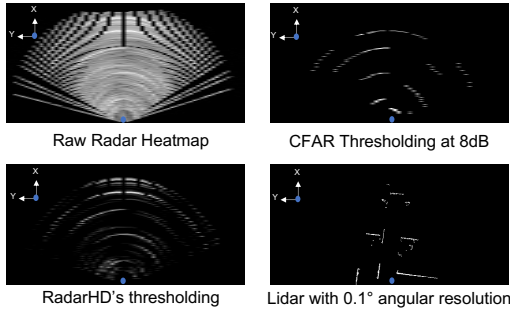 X
Y
X
Y
Raw Radar Heatmap
CFAR Thresholding at 8dB
X
Y
X
Y
RadarHD's thresholding
Lidar with 0.1° angular resolution